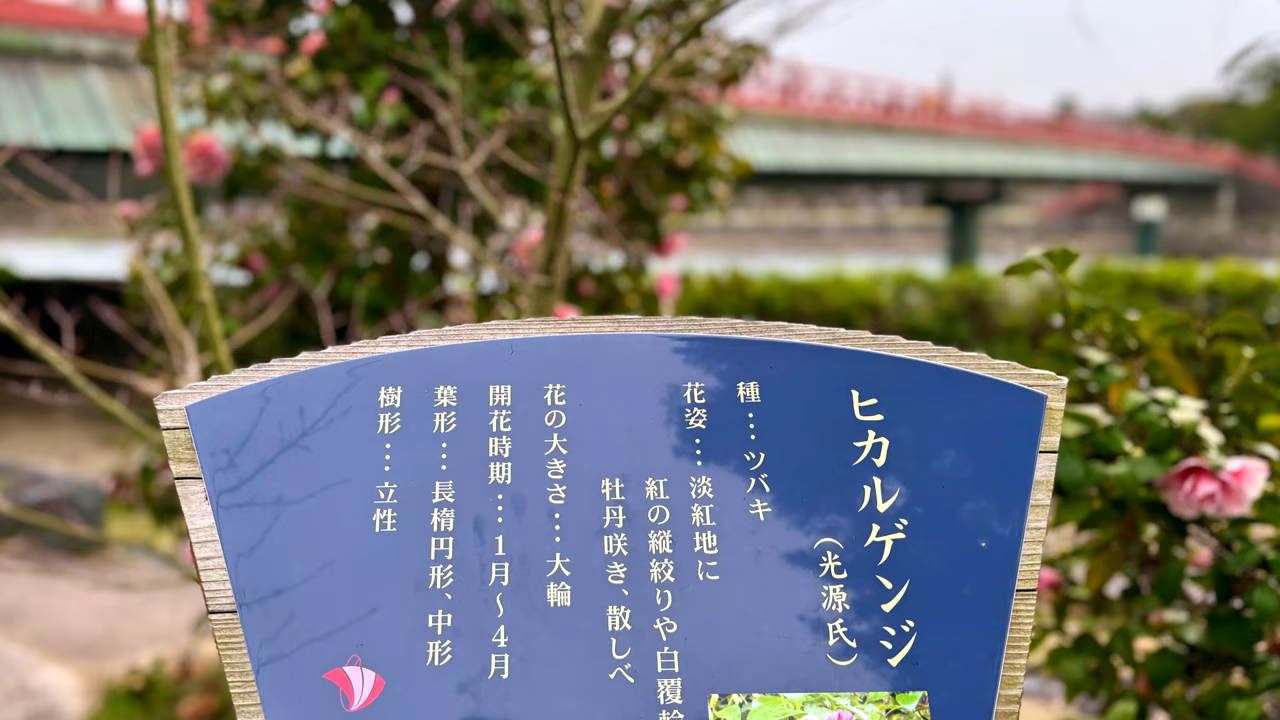 ヒカルゲンジ
(光源氏)
種…ツバキ
花姿…淡紅地に
紅の縦絞りや白覆輪
牡丹咲き、散しべ
花の大きさ…大輪
開花時期…1月~4月
葉形…長楕円形、中形
樹形…立性